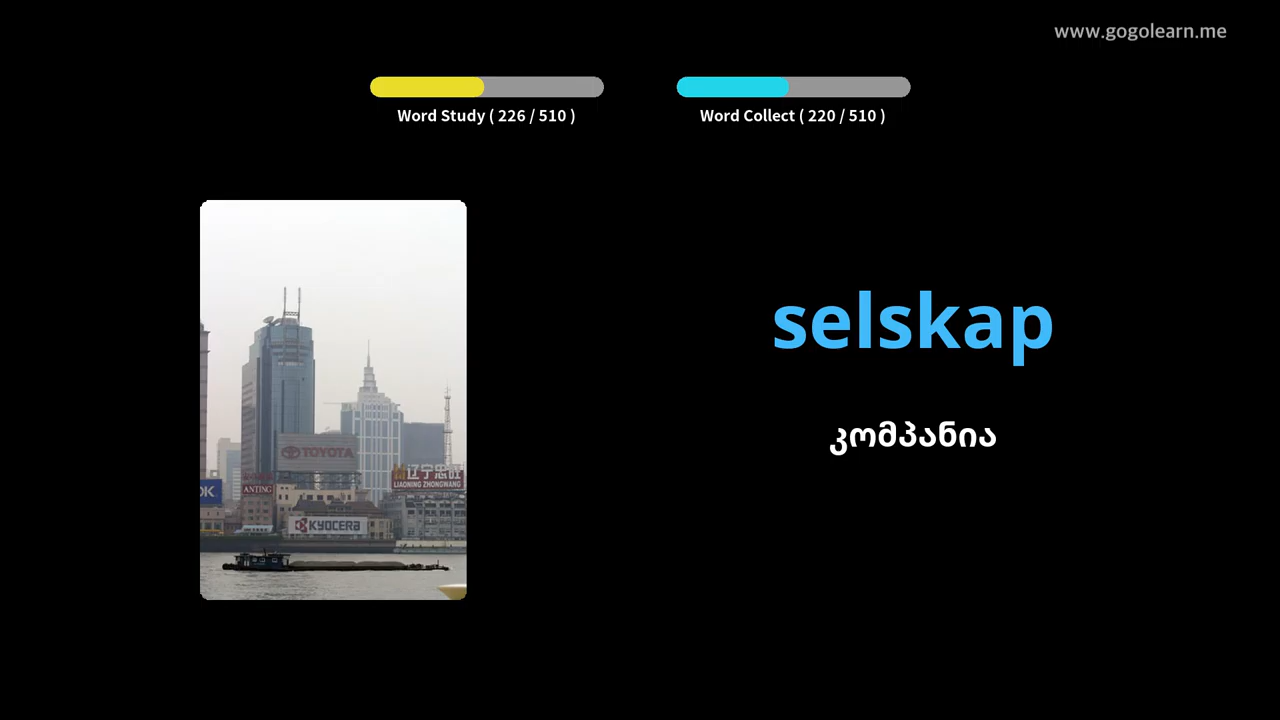 www.gogolearn.me
Word Study ( 226 / 510 )
Word Collect ( 220 / 510 )
selskap
კომპანია
TOYOTA
辽宁忠旺
LIAONING ZHONGWANG
ANTING
OK
KYOCERA